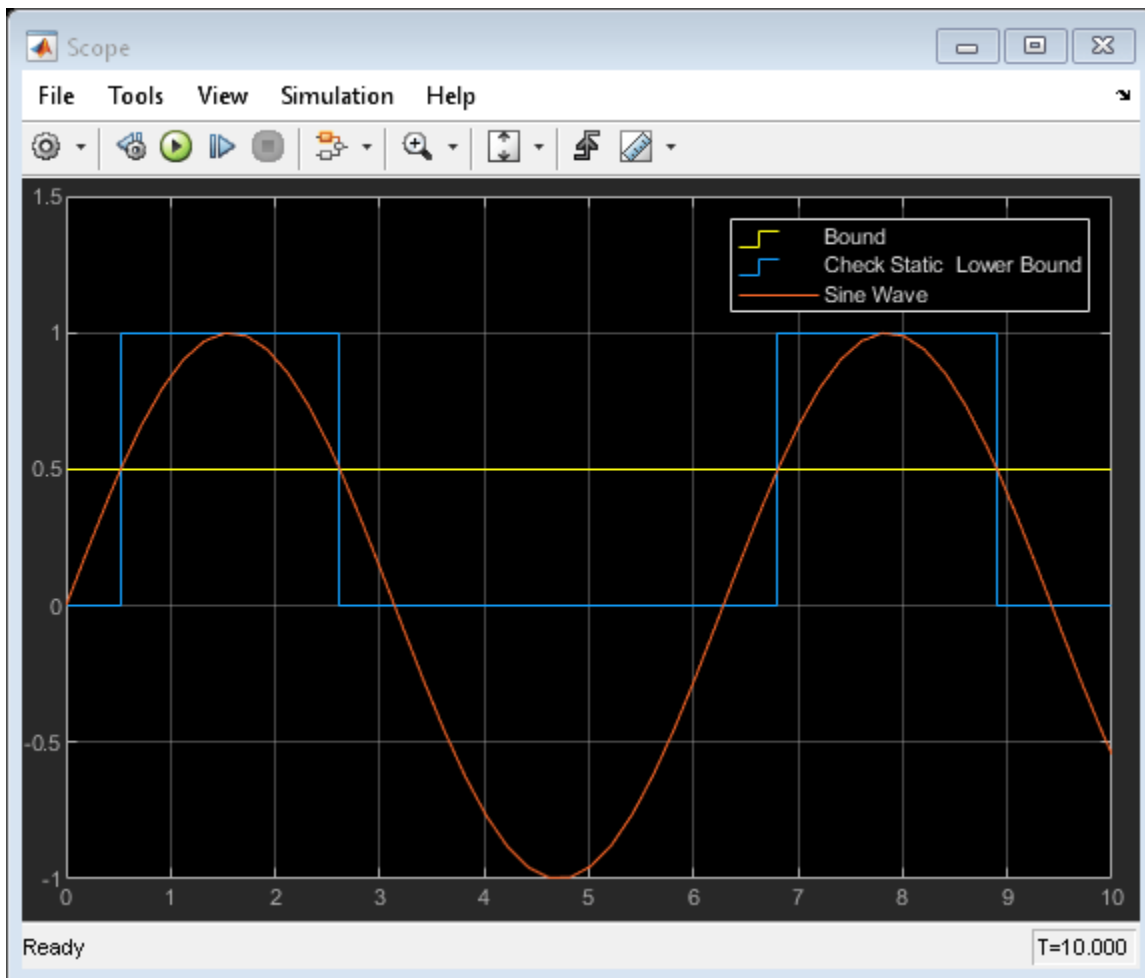 Scope
File Tools View Simulation Help
1.5
1
0.5
0
-0.5
-1
Bound
Check Static  Lower Bound
Sine Wave
0 1 2 3 4 5 6 7 8 9 10
Ready
T=10.000